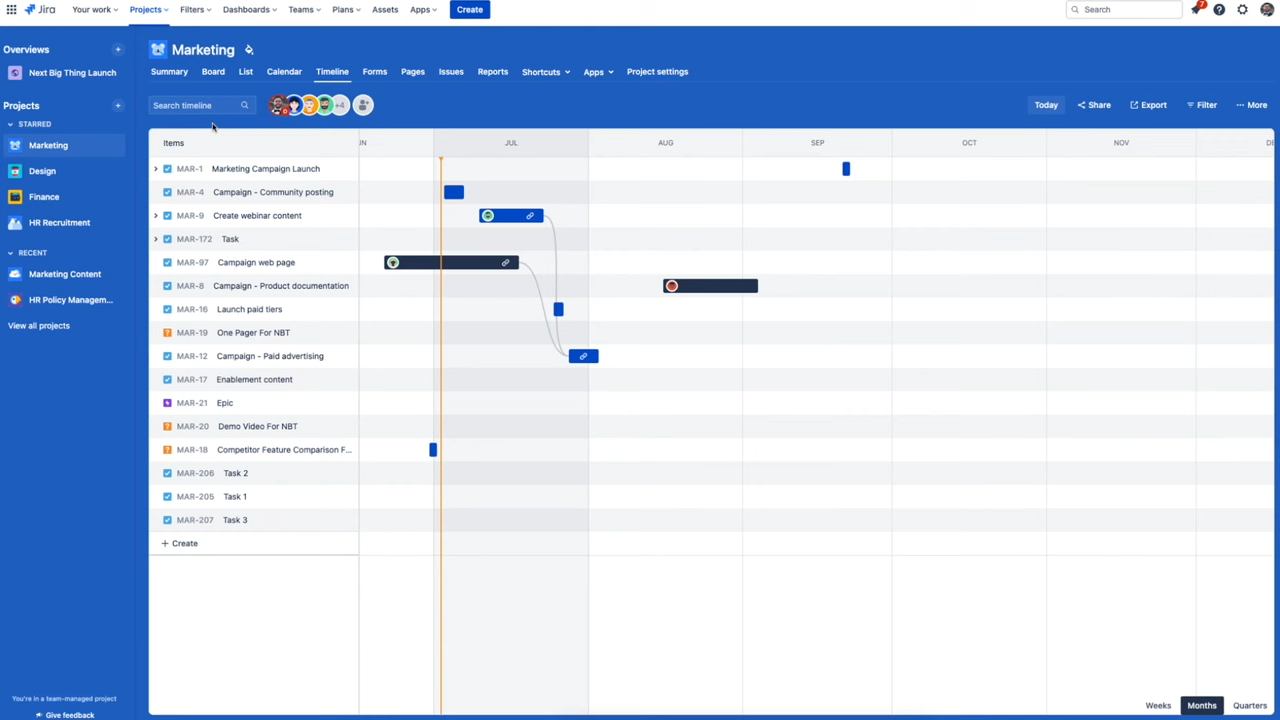 Jira
Your work
Projects
Filters
Dashboards
Teams
Plans
Assets
Apps
Create
Search
7
Overviews
Next Big Thing Launch
Projects
STARRED
Marketing
Design
Finance
HR Recruitment
RECENT
Marketing Content
HR Policy Managem...
View all projects
You're in a team-managed project
Give feedback
Marketing
Summary
Board
List
Calendar
Timeline
Forms
Pages
Issues
Reports
Shortcuts
Apps
Project settings
Search timeline
+4
Today
Share
Export
Filter
More
Items
JUL
AUG
SEP
OCT
NOV
MAR-1 Marketing Campaign Launch
MAR-4 Campaign - Community posting
MAR-9 Create webinar content
MAR-172 Task
MAR-97 Campaign web page
MAR-8 Campaign - Product documentation
MAR-16 Launch paid tiers
MAR-19 One Pager For NBT
MAR-12 Campaign - Paid advertising
MAR-17 Enablement content
MAR-21 Epic
MAR-20 Demo Video For NBT
MAR-18 Competitor Feature Comparison F...
MAR-206 Task 2
MAR-205 Task 1
MAR-207 Task 3
+ Create
Weeks
Months
Quarters